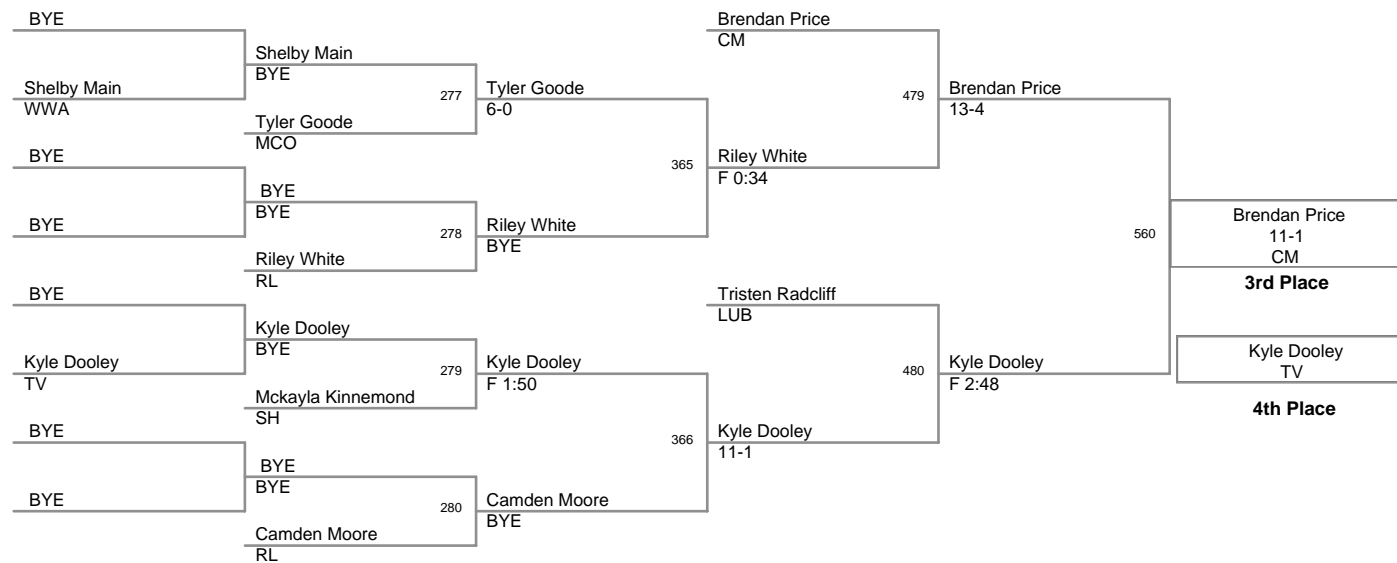 BYE
Shelby Main
WWA
BYE
BYE
BYE
Kyle Dooley
TV
BYE
BYE
Shelby Main
BYE
277
Tyler Goode
MCO
BYE
BYE
278
Riley White
RL
Kyle Dooley
BYE
279
Mckayla Kinnemond
SH
BYE
BYE
280
Camden Moore
RL
Tyler Goode
6-0
365
Riley White
BYE
Kyle Dooley
F 1:50
366
Camden Moore
BYE
Brendan Price
CM
479
Riley White
F 0:34
Tristen Radcliff
LUB
480
Kyle Dooley
11-1
Brendan Price
13-4
560
Kyle Dooley
F 2:48
Brendan Price
11-1
CM
3rd Place
Kyle Dooley
TV
4th Place